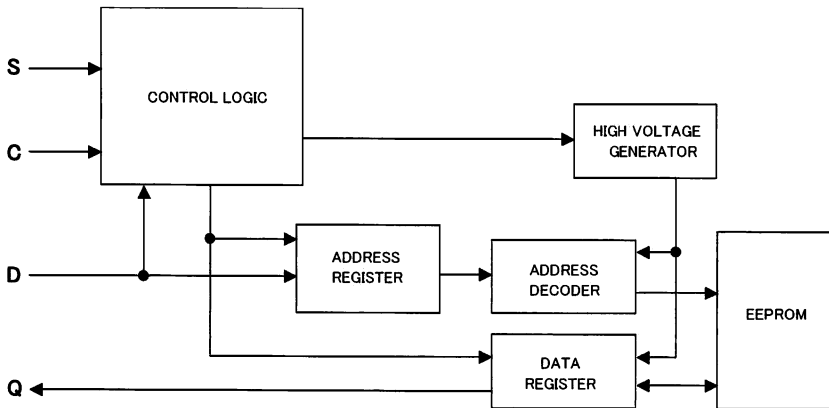 S
CONTROL LOGIC
C
HIGH VOLTAGE
GENERATOR
D
ADDRESS
REGISTER
ADDRESS
DECODER
EEPROM
DATA
REGISTER
Q